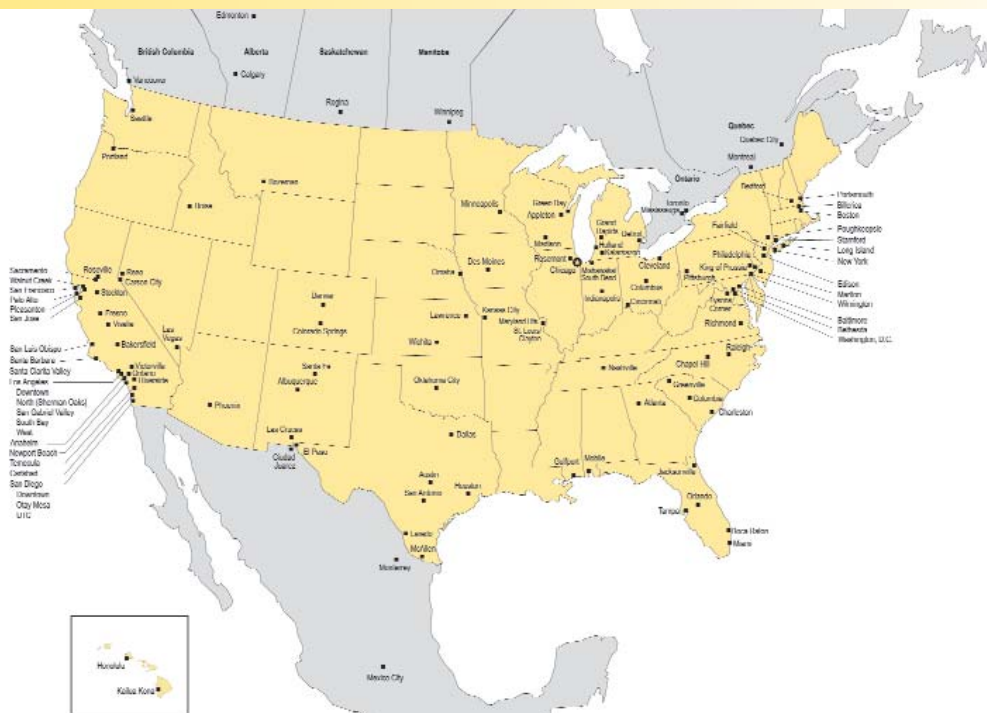 Edmonton
British Columbia
Alberta
Saskatchewan
Manitoba
Calgary
Vancouver
Regina
Winnipeg
Quebec
Quebec City
Montreal
Ontario
Toronto
Mississauga
Seattle
Portland
Boise
Bozeman
Minneapolis
Green Bay
Appleton
Madison
Rosemont
Chicago
Grand
Rapids
Holland
Kalamazoo
Detroit
South Bend
Cleveland
Bedford
Fairfield
Portsmouth
Billerica
Boston
Poughkeepsie
Stamford
Long Island
New York
Philadelphia
King of Prussia
Pittsburgh
Edison
Marlton
Wilmington
Tysons
Corner
Baltimore
Bethesda
Washington, D.C.
Richmond
Raleigh
Chapel Hill
Greenville
Columbia
Charleston
Atlanta
Nashville
Columbus
Cincinnati
Indianapolis
Des Moines
Omaha
Kansas City
Lawrence
Maryland Hts.
St. Louis/
Clayton
Wichita
Oklahoma City
Denver
Colorado Springs
Santa Fe
Albuquerque
Las Cruces
El Paso
Ciudad
Juarez
Phoenix
Las
Vegas
Reno
Carson City
Roseville
Stockton
Fresno
Visalia
Bakersfield
Victorville
Ontario
Riverside
Sacramento
Walnut Creek
San Francisco
Palo Alto
Pleasanton
San Jose
San Luis Obispo
Santa Barbara
Santa Clarita Valley
Los Angeles
Downtown
North (Sherman Oaks)
San Gabriel Valley
South Bay
West
Anaheim
Newport Beach
Temecula
Carlsbad
San Diego
Downtown
Otay Mesa
UTC
Dallas
Austin
San Antonio
Houston
Laredo
McAllen
Monterrey
Mexico City
Gulfport
Mobile
Jacksonville
Orlando
Tampa
Boca Raton
Miami
Honolulu
Kailua Kona